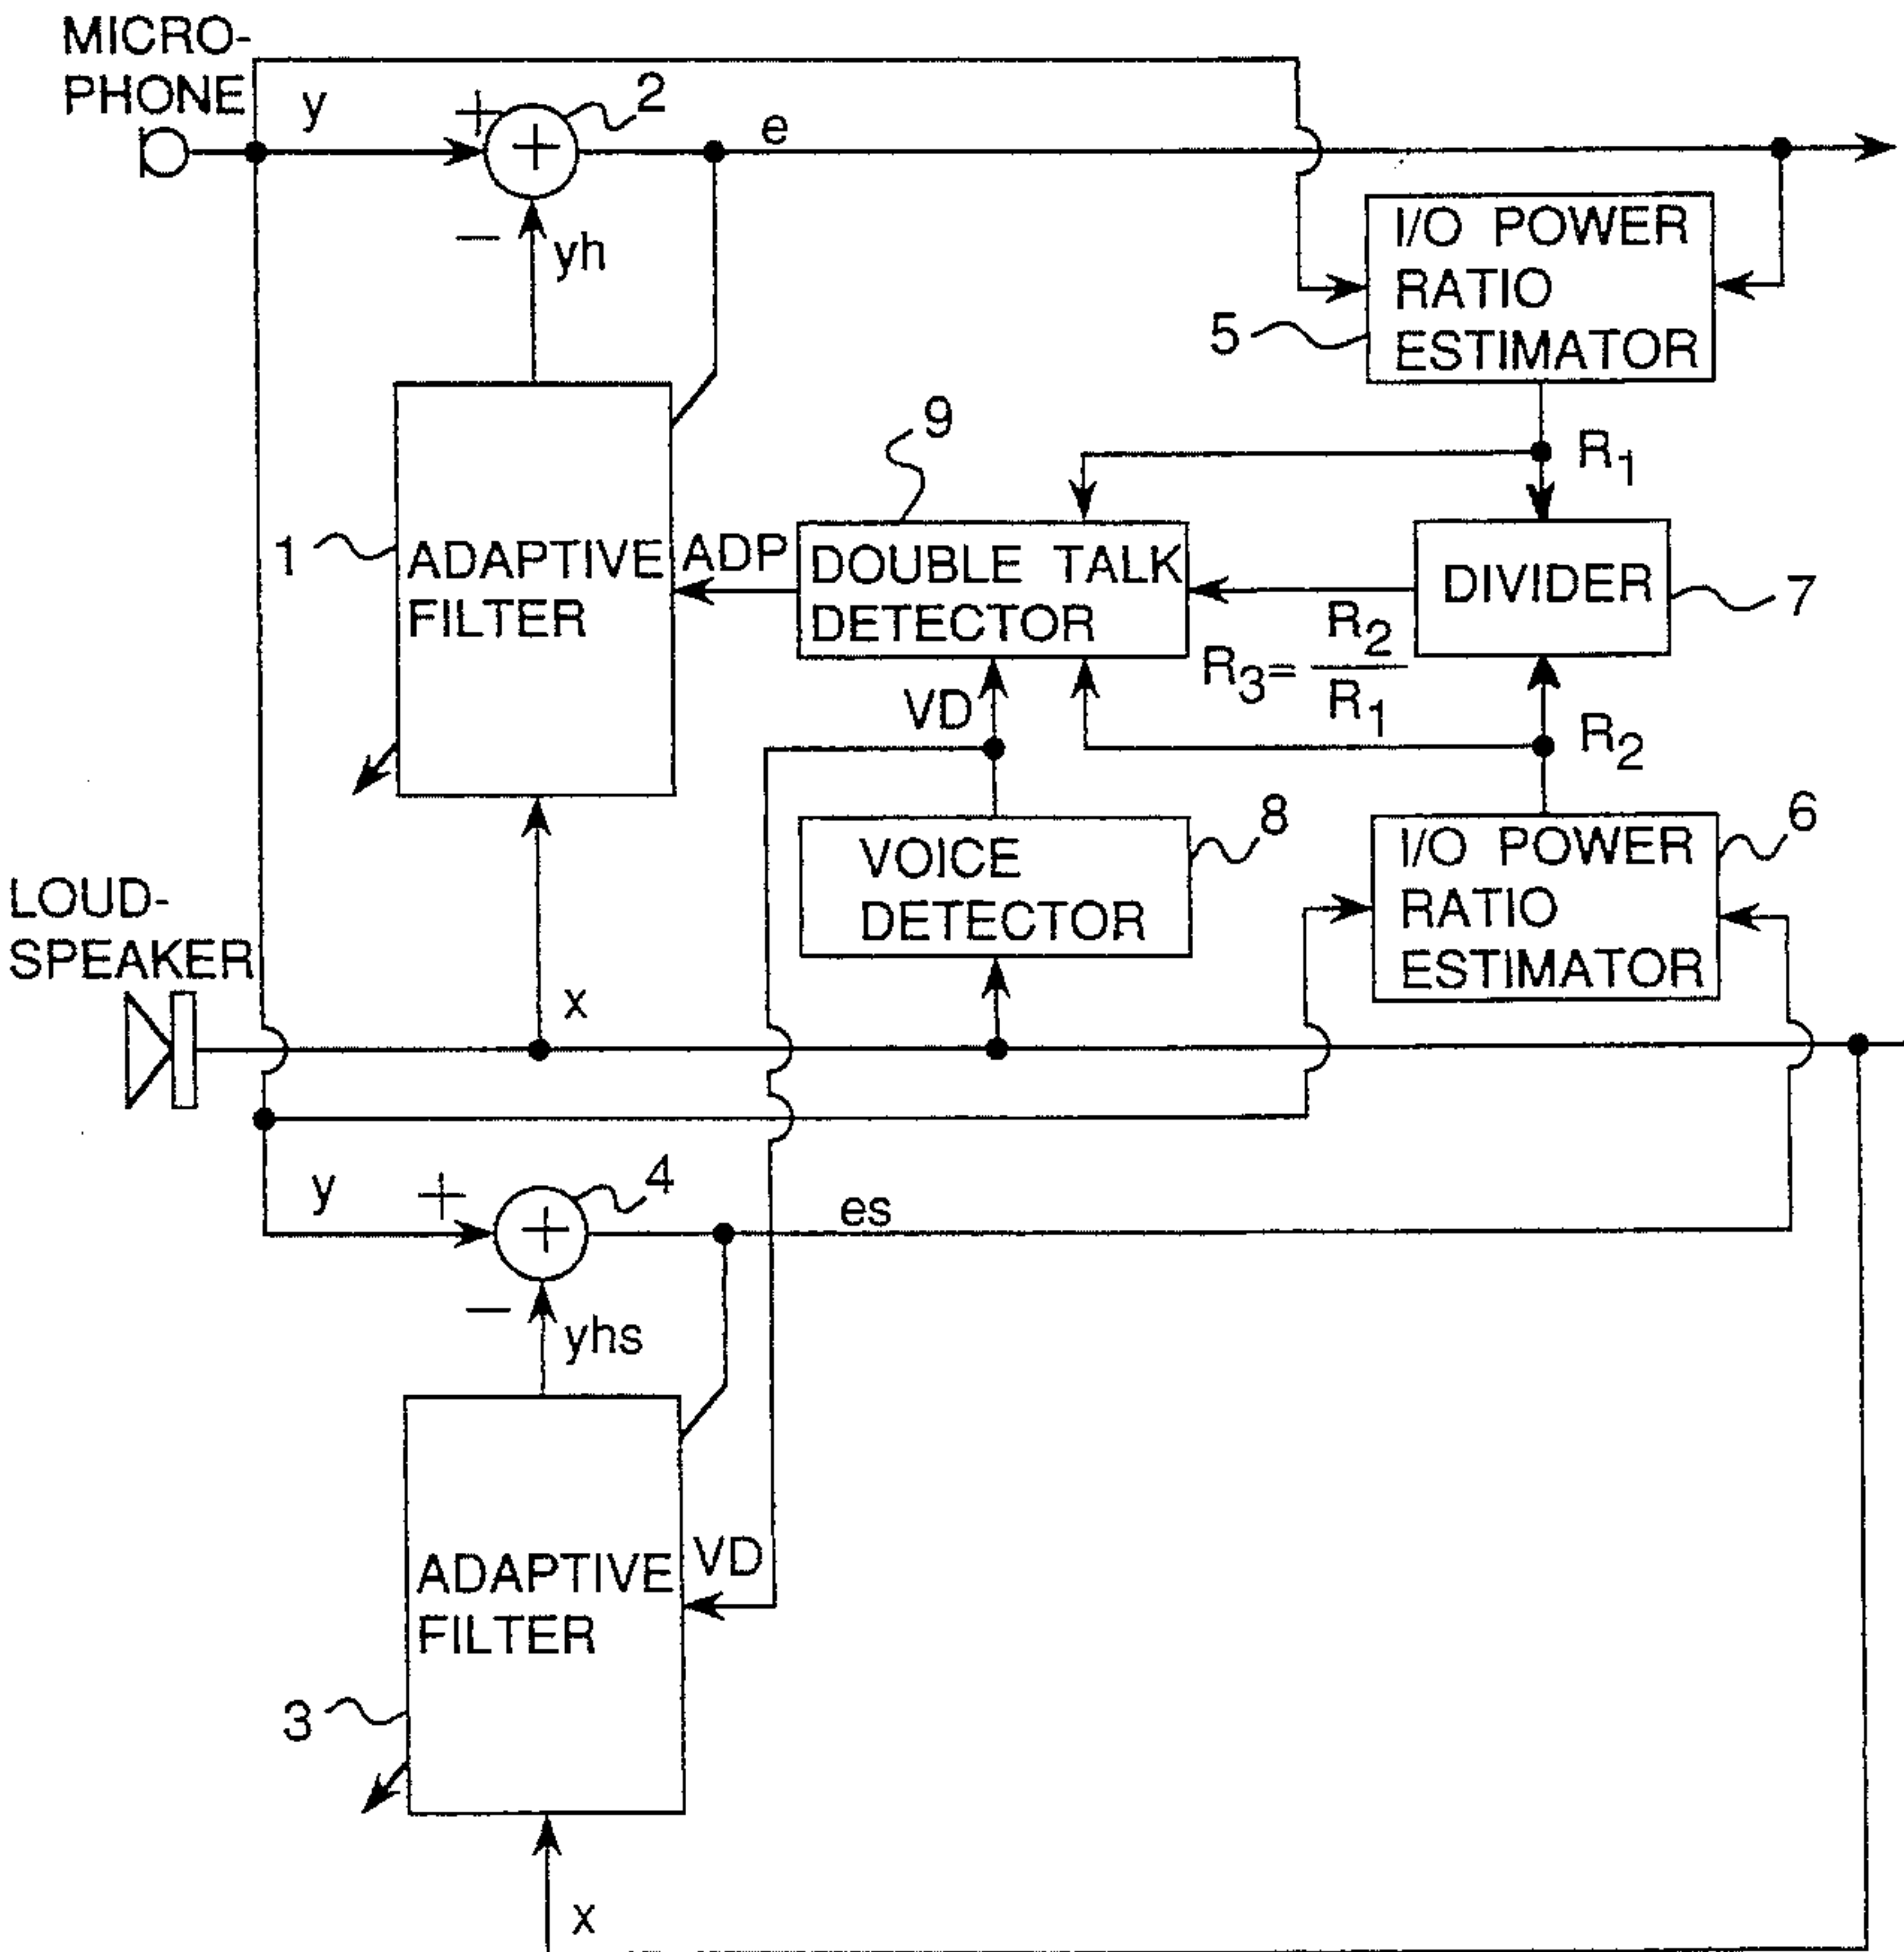 MICRO-
PHONE
y
+
2
e
+
−
yh
I/O POWER
RATIO
ESTIMATOR
5
R1
9
1
ADAPTIVE
FILTER
ADP
DOUBLE TALK
DETECTOR
DIVIDER
7
R3= R2
R1
VD
R2
VOICE
DETECTOR
8
I/O POWER
RATIO
ESTIMATOR
6
LOUD-
SPEAKER
x
y
+
4
es
+
−
yhs
ADAPTIVE
FILTER
VD
3
x